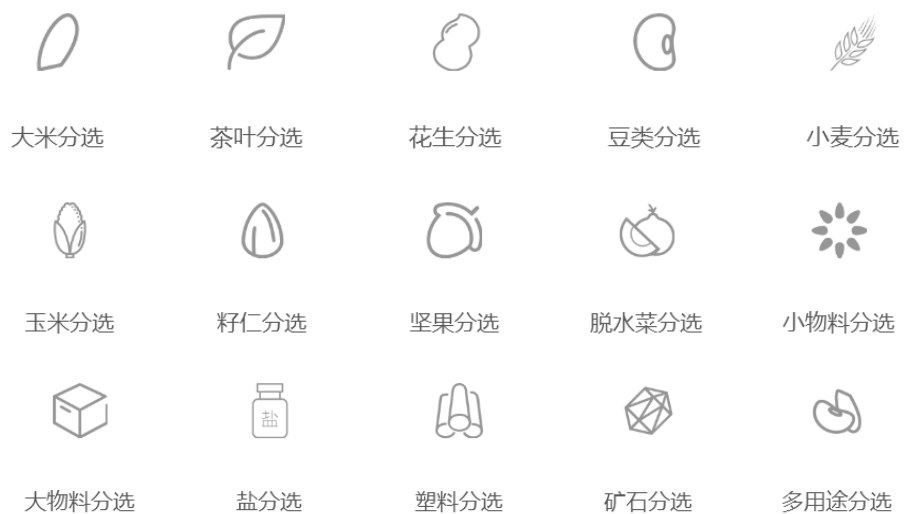 大米分选
茶叶分选
花生分选
豆类分选
小麦分选
玉米分选
籽仁分选
坚果分选
脱水菜分选
小物料分选
盐
大物料分选
盐分选
塑料分选
矿石分选
多用途分选